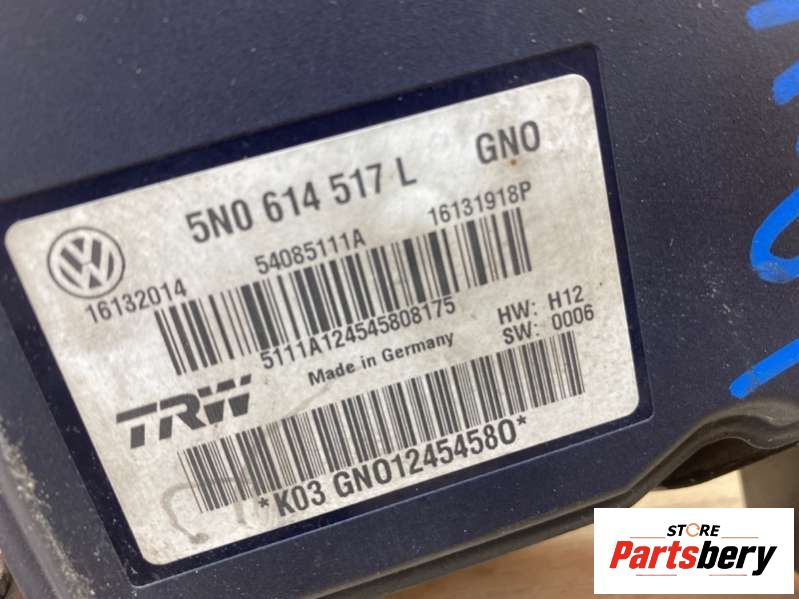 5N0 614 517 L GNO
16132014 54085111A 16131918P
5111A124545808175
HW: H12
SW: 0006
Made in Germany
TRW
*K03 GN012454580*
STORE
Partsbery